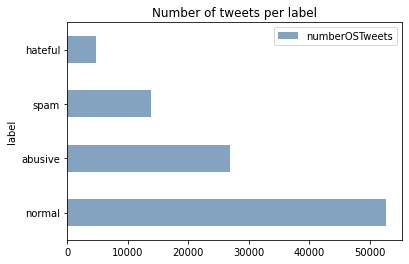 Number of tweets per label
numberOSTweets
hateful
spam
abusive
normal
label
0 10000 20000 30000 40000 50000